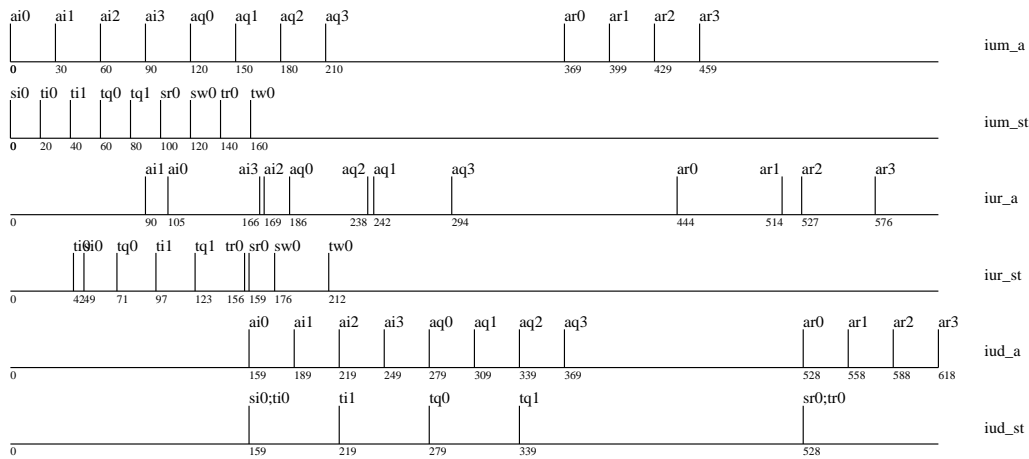 ai0 ai1 ai2 ai3 aq0 aq1 aq2 aq3 ar0 ar1 ar2 ar3
ium_a
0 30 60 90 120 150 180 210 369 399 429 459
si0 ti0 ti1 tq0 tq1 sr0 sw0 tr0 tw0
ium_st
0 20 40 60 80 100 120 140 160
ai1 ai0 ai3 ai2 aq0 aq2 aq1 aq3 ar0 ar1 ar2 ar3
iur_a
0 90 105 166 169 186 238 242 294 444 514 527 576
ti0 si0 tq0 ti1 tq1 tr0 sr0 sw0 tw0
iur_st
0 42 49 71 97 123 156 159 176 212
ai0 ai1 ai2 ai3 aq0 aq1 aq2 aq3 ar0 ar1 ar2 ar3
iud_a
0 159 189 219 249 279 309 339 369 528 558 588 618
si0;ti0 ti1 tq0 tq1 sr0;tr0
iud_st
0 159 219 279 339 528